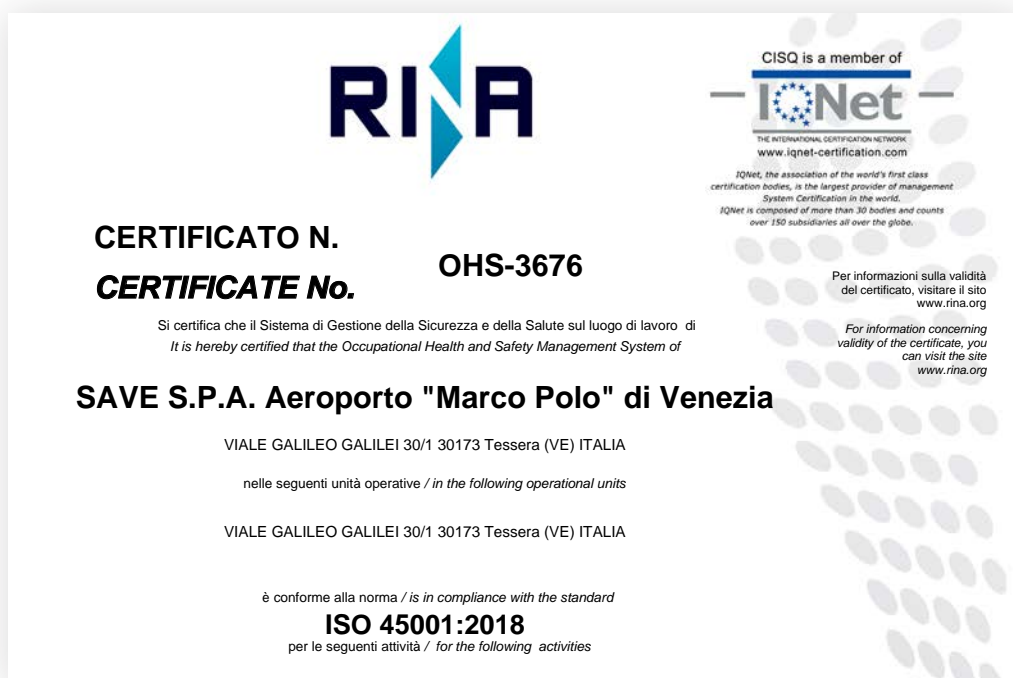 RINA
CISQ is a member of
IQNet
THE INTERNATIONAL CERTIFICATION NETWORK
www.iqnet-certification.com
IQNet, the association of the world's first class
certification bodies, is the largest provider of management
System Certification in the world.
IQNet is composed of more than 30 bodies and counts
over 150 subsidiaries all over the globe.
CERTIFICATO N.
CERTIFICATE No.
OHS-3676
Per informazioni sulla validità
del certificato, visitare il sito
www.rina.org
For information concerning
validity of the certificate, you
can visit the site
www.rina.org
Si certifica che il Sistema di Gestione della Sicurezza e della Salute sul luogo di lavoro di
It is hereby certified that the Occupational Health and Safety Management System of
SAVE S.P.A. Aeroporto "Marco Polo" di Venezia
VIALE GALILEO GALILEI 30/1 30173 Tessera (VE) ITALIA
nelle seguenti unità operative / in the following operational units
VIALE GALILEO GALILEI 30/1 30173 Tessera (VE) ITALIA
è conforme alla norma / is in compliance with the standard
ISO 45001:2018
per le seguenti attività / for the following activities